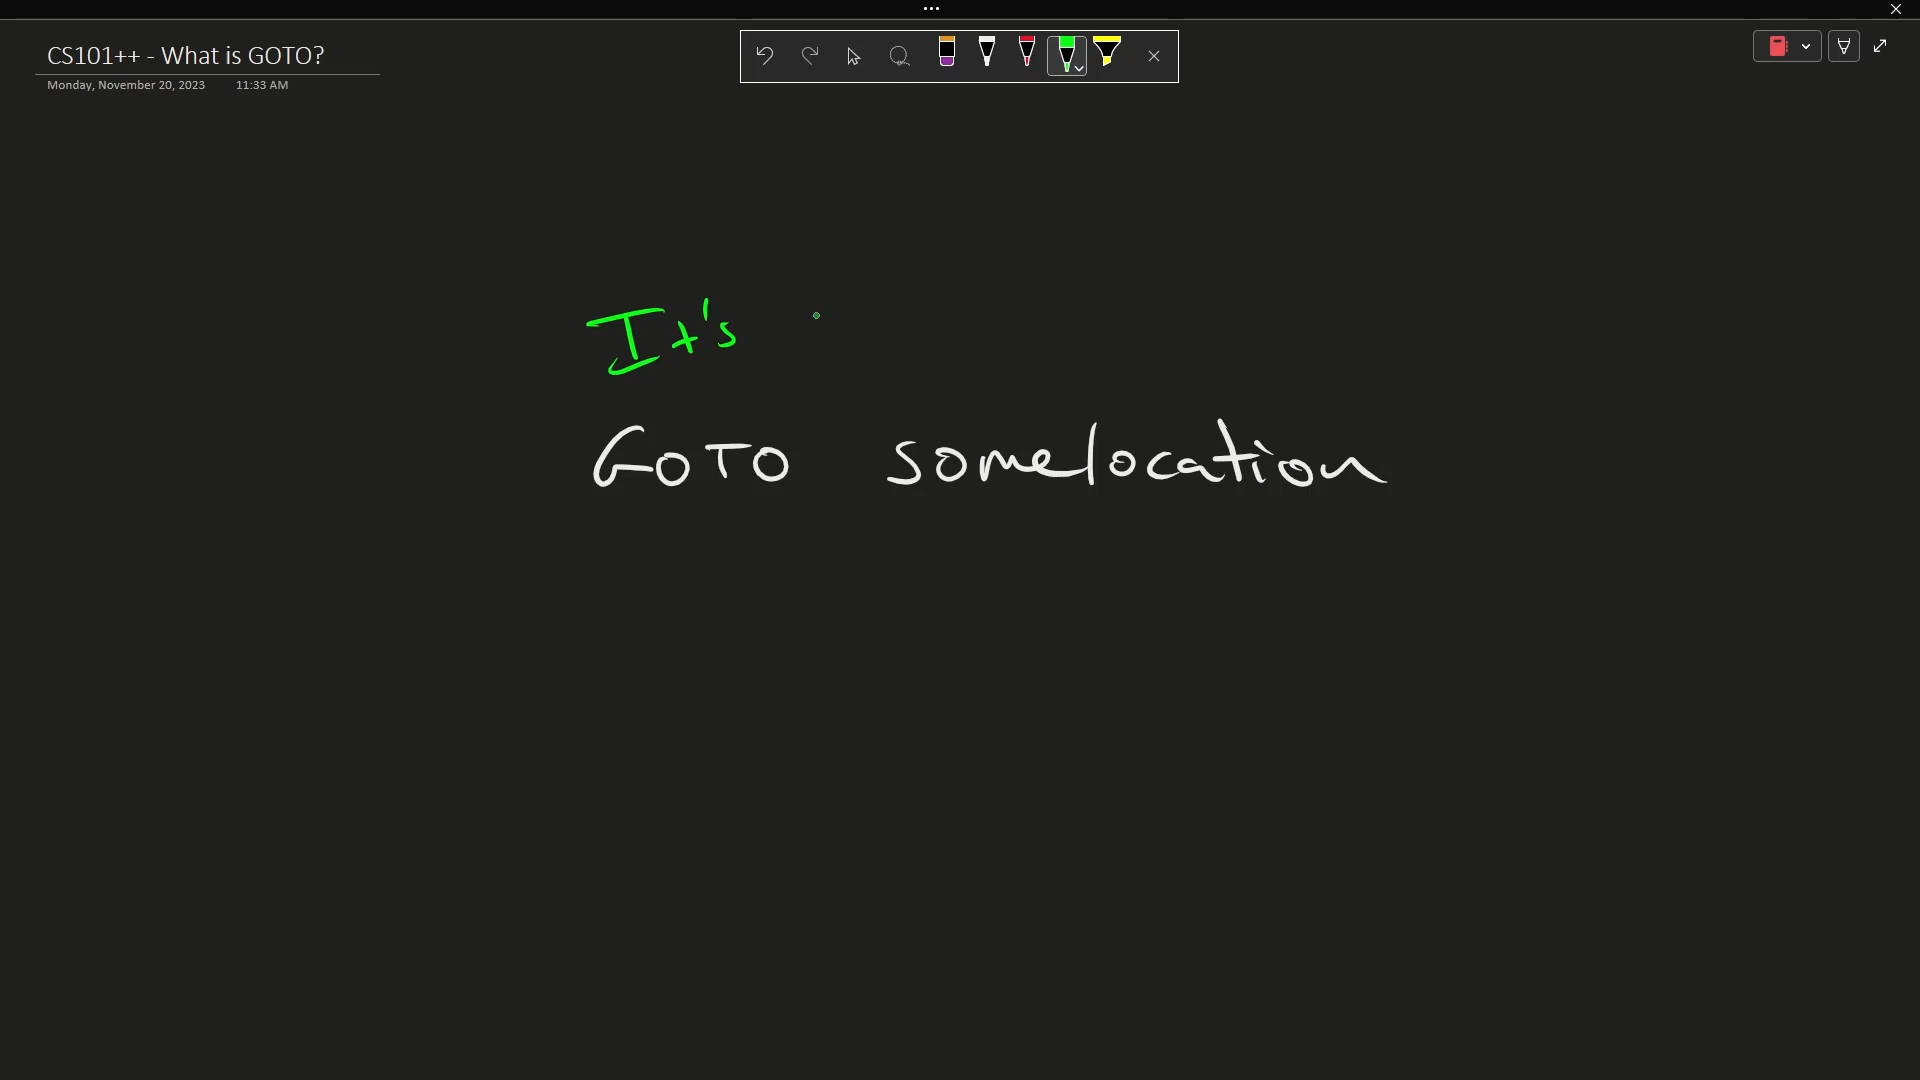 CS101++ - What is GOTO?
Monday, November 20, 2023 11:33 AM
It's
GOTO somelocation